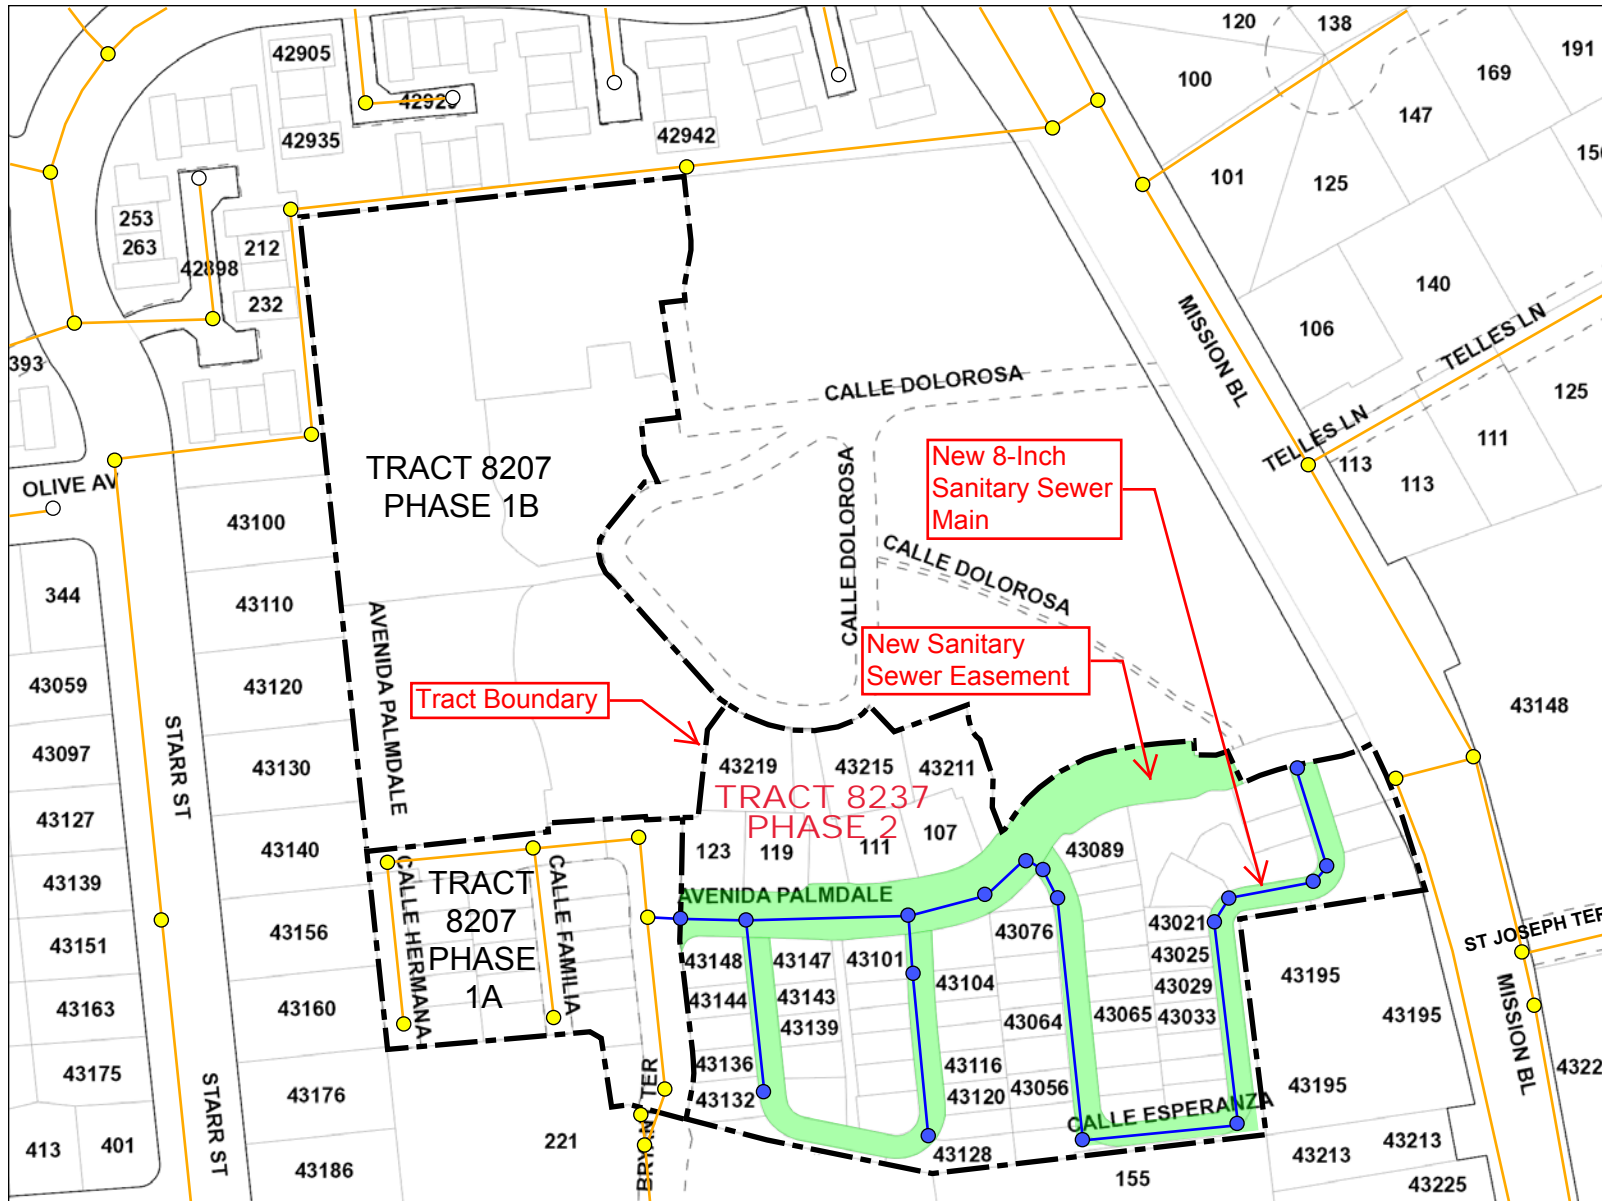 120
138
191
42905
100
169
42920
147
42935
42942
101
125
253
263
212
42898
232
140
106
MISSION BL
TELLES LN
393
CALLE DOLOROSA
125
TELLES LN
111
113
113
OLIVE AV
TRACT 8207
PHASE 1B
New 8-Inch
Sanitary Sewer
Main
CALLE DOLOROSA
CALLE DOLOROSA
43100
344
43110
AVENIDA PALMDALE
New Sanitary
Sewer Easement
Tract Boundary
43059
43120
43148
STARR ST
43097
43130
43219
43215
43211
TRACT 8237
PHASE 2
43127
43140
123
119
111
107
43089
43139
CALLE HERMANA
TRACT
8207
PHASE
1A
CALLE FAMILIA
AVENIDA PALMDALE
43151
43156
43148
43147
43101
43076
43021
43025
ST JOSEPH TER
43144
43143
43104
43029
43195
43163
43160
43139
43064
43065
43033
43195
MISSION BL
43175
STARR ST
43176
43136
43132
43116
43120
43056
43195
CALLE ESPERANZA
413
401
221
BRYAN TER
43128
43213
43213
43186
155
43225